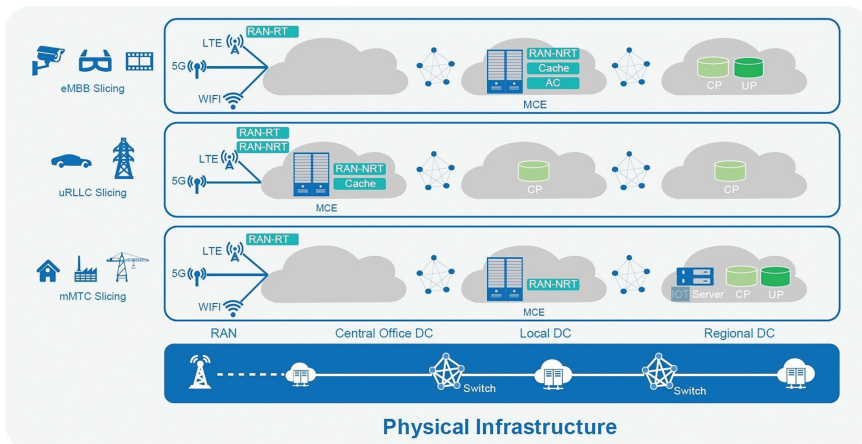 RAN-RT
LTE
5G
WIFI
eMBB Slicing
RAN-NRT
Cache
AC
MCE
CP
UP
RAN-RT
RAN-NRT
LTE
5G
uRLLC Slicing
RAN-NRT
Cache
MCE
CP
CP
RAN-RT
LTE
5G
WIFI
mMTC Slicing
RAN-NRT
MCE
IOT Server
CP
UP
RAN
Central Office DC
Local DC
Regional DC
Switch
Switch
Physical Infrastructure